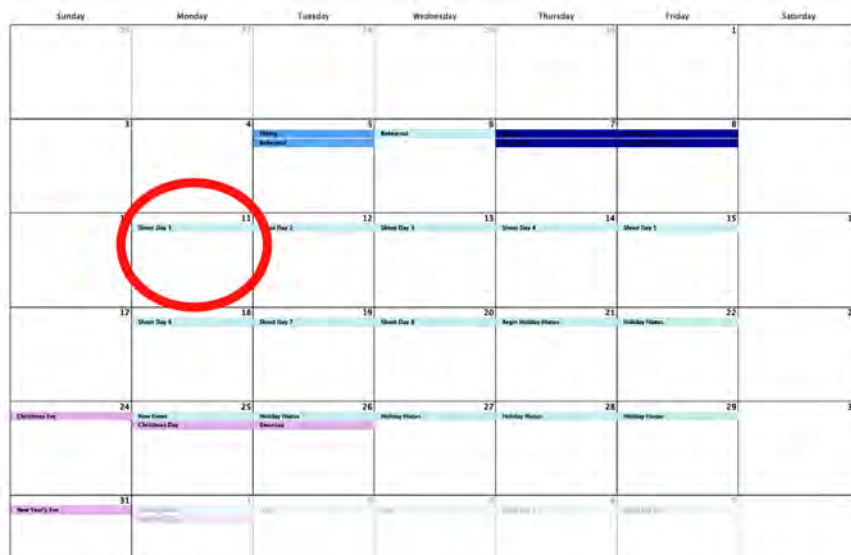 Sunday Monday Tuesday Wednesday Thursday Friday Saturday
1
3 4 5 6 7 8
Rehearsal
Rehearsal
11 12 13 14 15
Shoot Day 1 Day 2 Shoot Day 3 Shoot Day 4 Shoot Day 5
17 18 19 20 21 22
Shoot Day 6 Shoot Day 7 Shoot Day 8 Begin Holiday Hiatus Holiday Hiatus
24 25 26 27 28 29
Christmas Eve New Event Holiday Hiatus Holiday Hiatus Holiday Hiatus Holiday Hiatus
Christmas Day Kwanzaa
31
New Year's Eve